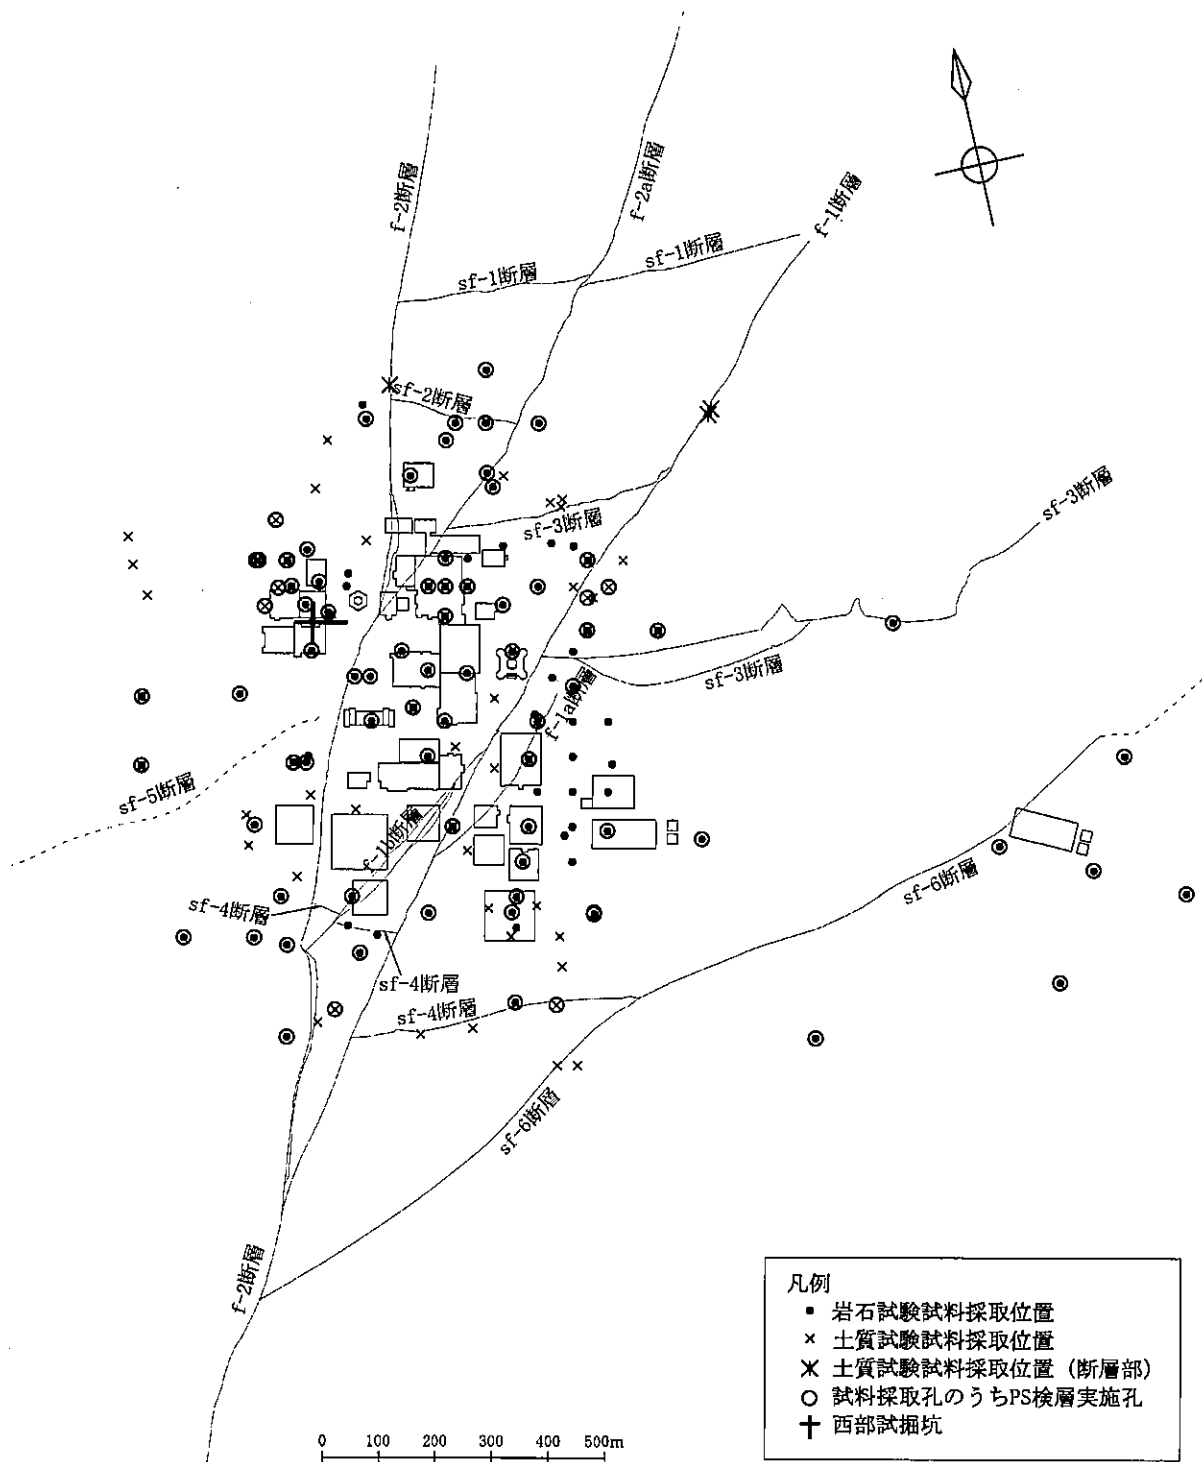 f-2断層
f-2a断層
f-1断層
sf-1断層
sf-1断層
sf-2断層
sf-3断層
sf-3断層
sf-3断層
f-1a断層
sf-5断層
f-1b断層
sf-4断層
sf-6断層
sf-4断層
sf-4断層
sf-6断層
f-2断層
凡例
岩石試験試料採取位置
土質試験試料採取位置
土質試験試料採取位置（断層部）
試料採取孔のうちPS検層実施孔
西部試掘坑
0 100 200 300 400 500m